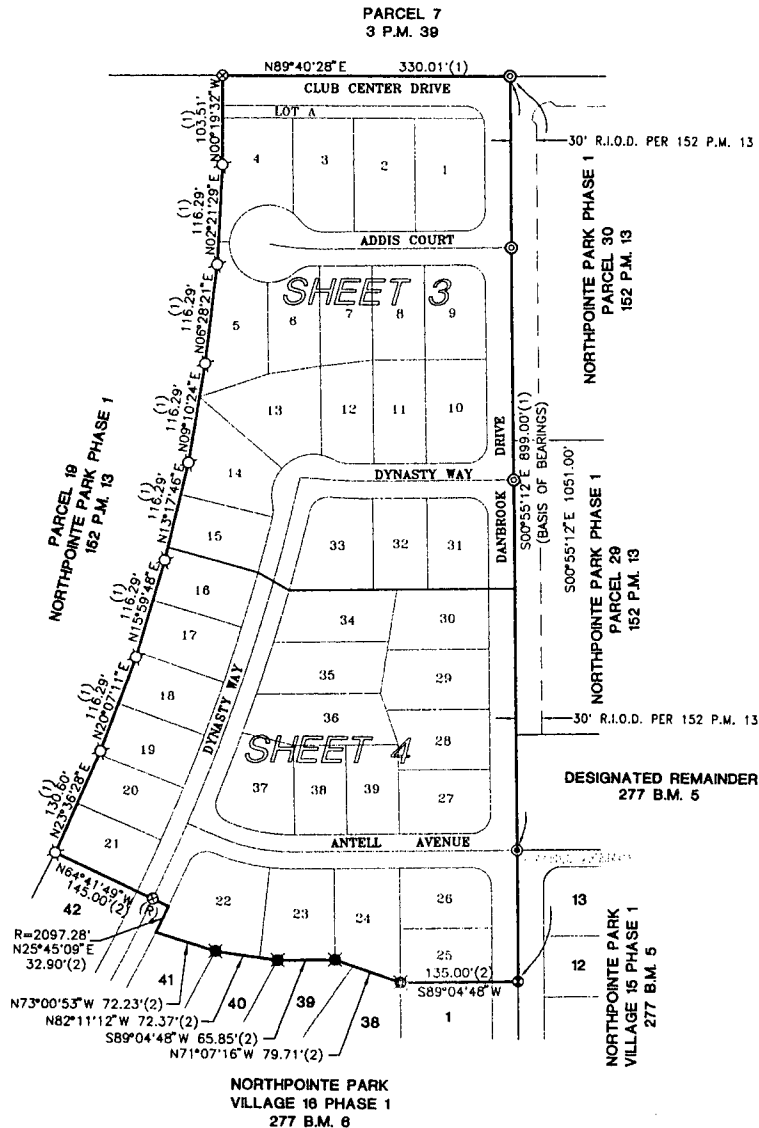 PARCEL 7
3 P.M. 39
N89°40'28"E 330.01'(1)
CLUB CENTER DRIVE
LOT A
(1)
103.51'
N00°19'32"W
30' R.I.O.D. PER 152 P.M. 13
4
3
2
1
NORTHPOINTE PARK PHASE 1
PARCEL 30
152 P.M. 13
(1)
116.29'
N02°21'29"E
ADDIS COURT
SHEET 3
(1)
116.29'
N06°28'21"E
5
6
7
8
9
(1)
116.29'
N09°10'24"E
13
12
11
10
DANBROOK DRIVE
S00°55'12"E 899.00'(1)
(BASIS OF BEARINGS)
S00°55'12"E 1051.00'
PARCEL 19
NORTHPOINTE PARK PHASE 1
152 P.M. 13
14
DYNASTY WAY
(1)
116.29'
N13°17'46"E
15
33
32
31
NORTHPOINTE PARK PHASE 1
PARCEL 29
152 P.M. 13
(1)
116.29'
N15°59'48"E
16
17
34
30
35
29
(1)
116.29'
N20°07'11"E
18
DYNASTY WAY
36
28
30' R.I.O.D. PER 152 P.M. 13
19
SHEET 4
(1)
130.60'
N23°36'28"E
20
37
38
39
27
DESIGNATED REMAINDER
277 B.M. 5
21
ANTELL AVENUE
N64°41'49"W
145.00'(2)
(R)
42
22
23
24
26
25
13
12
NORTHPOINTE PARK
VILLAGE 15 PHASE 1
277 B.M. 5
R=2097.28'
N25°45'09"E
32.90'(2)
135.00'(2)
S89°04'48"W
41
40
39
38
1
N73°00'53"W 72.23'(2)
N82°11'12"W 72.37'(2)
S89°04'48"W 65.85'(2)
N71°07'16"W 79.71'(2)
NORTHPOINTE PARK
VILLAGE 16 PHASE 1
277 B.M. 6